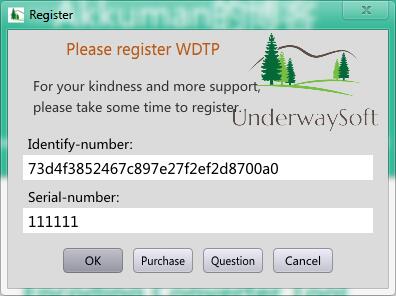 Register
Please register WDTP
For your kindness and more support,
please take some time to register.
UnderwaySoft
Identify-number:
73d4f3852467c897e27f2ef2d8700a0
Serial-number:
111111
OK
Purchase
Question
Cancel